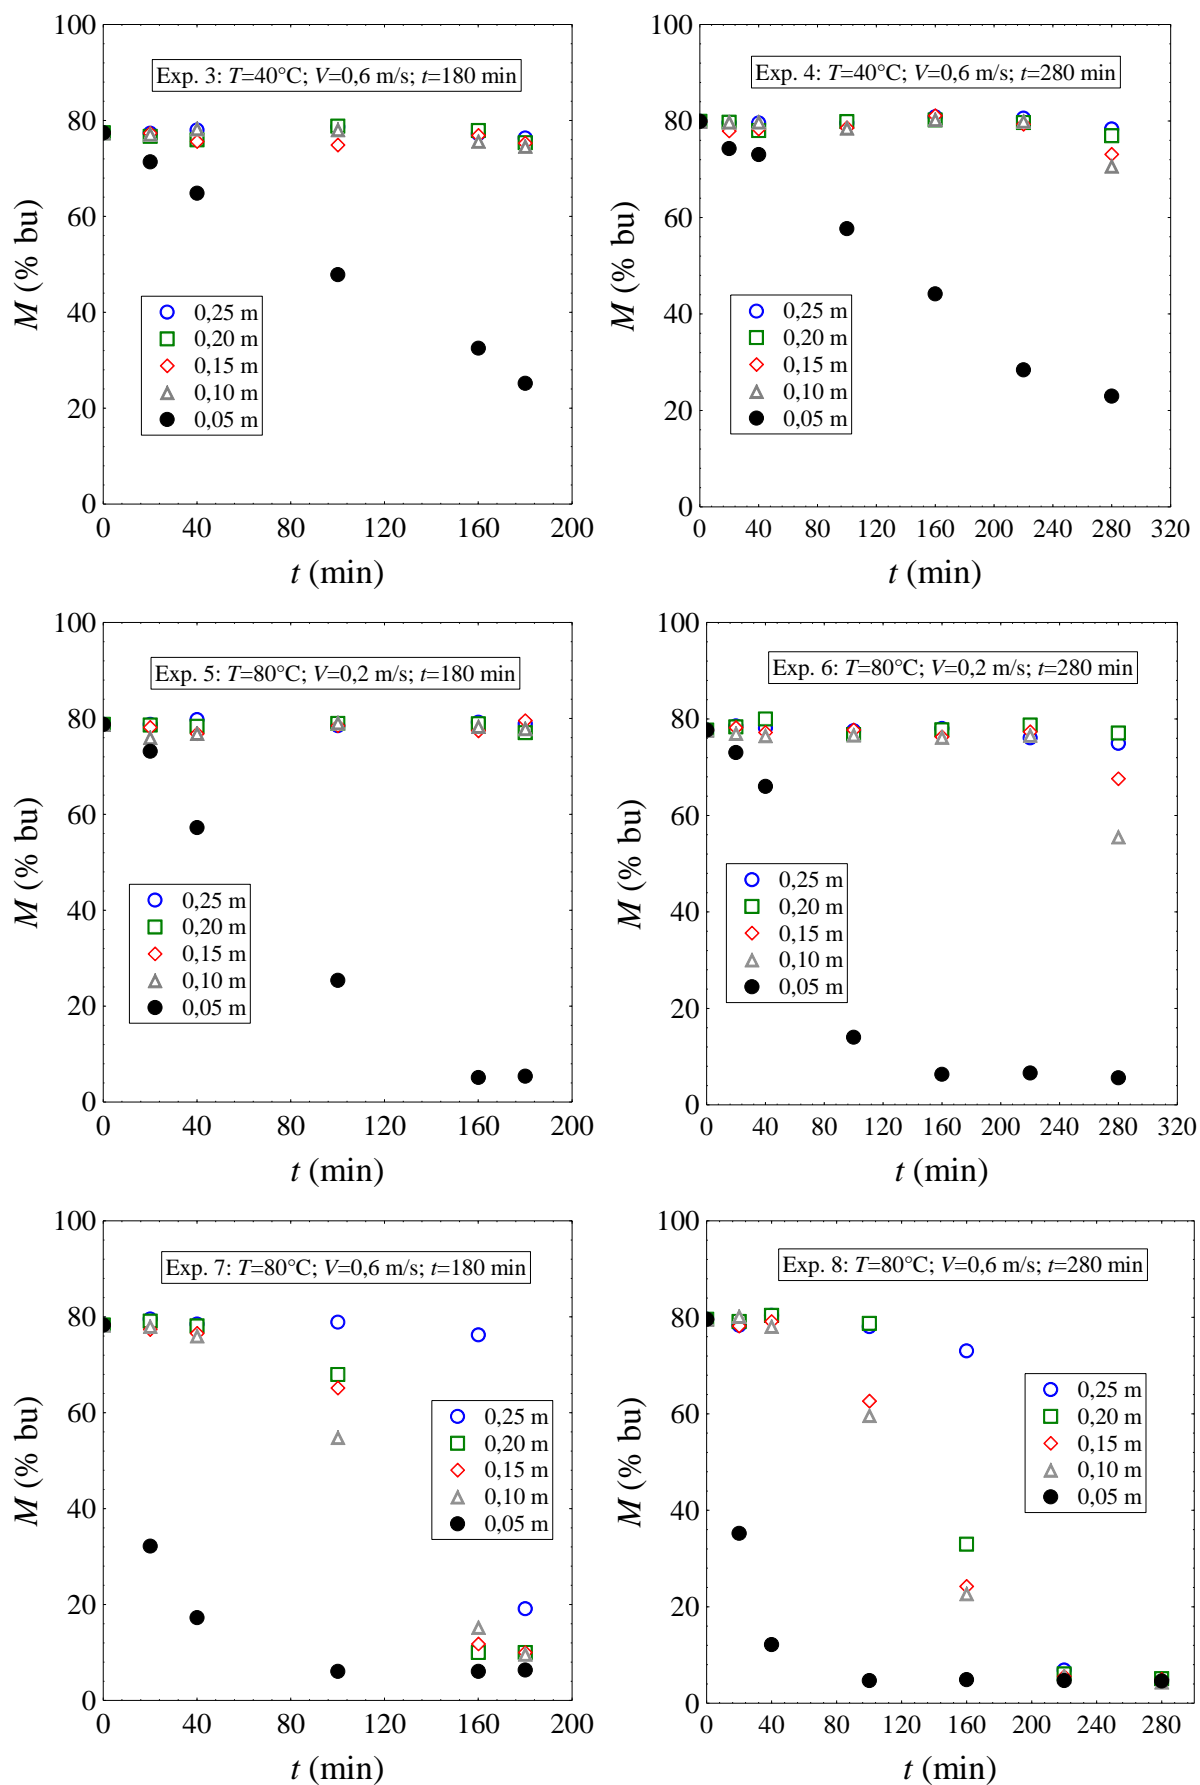 Exp. 3: T=40°C; V=0,6 m/s; t=180 min
M (% bu)
100
80
60
40
20
0
0,25 m
0,20 m
0,15 m
0,10 m
0,05 m
0 40 80 120 160 200
t (min)
Exp. 4: T=40°C; V=0,6 m/s; t=280 min
M (% bu)
100
80
60
40
20
0
0,25 m
0,20 m
0,15 m
0,10 m
0,05 m
0 40 80 120 160 200 240 280 320
t (min)
Exp. 5: T=80°C; V=0,2 m/s; t=180 min
M (% bu)
100
80
60
40
20
0
0,25 m
0,20 m
0,15 m
0,10 m
0,05 m
0 40 80 120 160 200
t (min)
Exp. 6: T=80°C; V=0,2 m/s; t=280 min
M (% bu)
100
80
60
40
20
0
0,25 m
0,20 m
0,15 m
0,10 m
0,05 m
0 40 80 120 160 200 240 280 320
t (min)
Exp. 7: T=80°C; V=0,6 m/s; t=180 min
M (% bu)
100
80
60
40
20
0
0,25 m
0,20 m
0,15 m
0,10 m
0,05 m
0 40 80 120 160 200
t (min)
Exp. 8: T=80°C; V=0,6 m/s; t=280 min
M (% bu)
100
80
60
40
20
0
0,25 m
0,20 m
0,15 m
0,10 m
0,05 m
0 40 80 120 160 200 240 280
t (min)